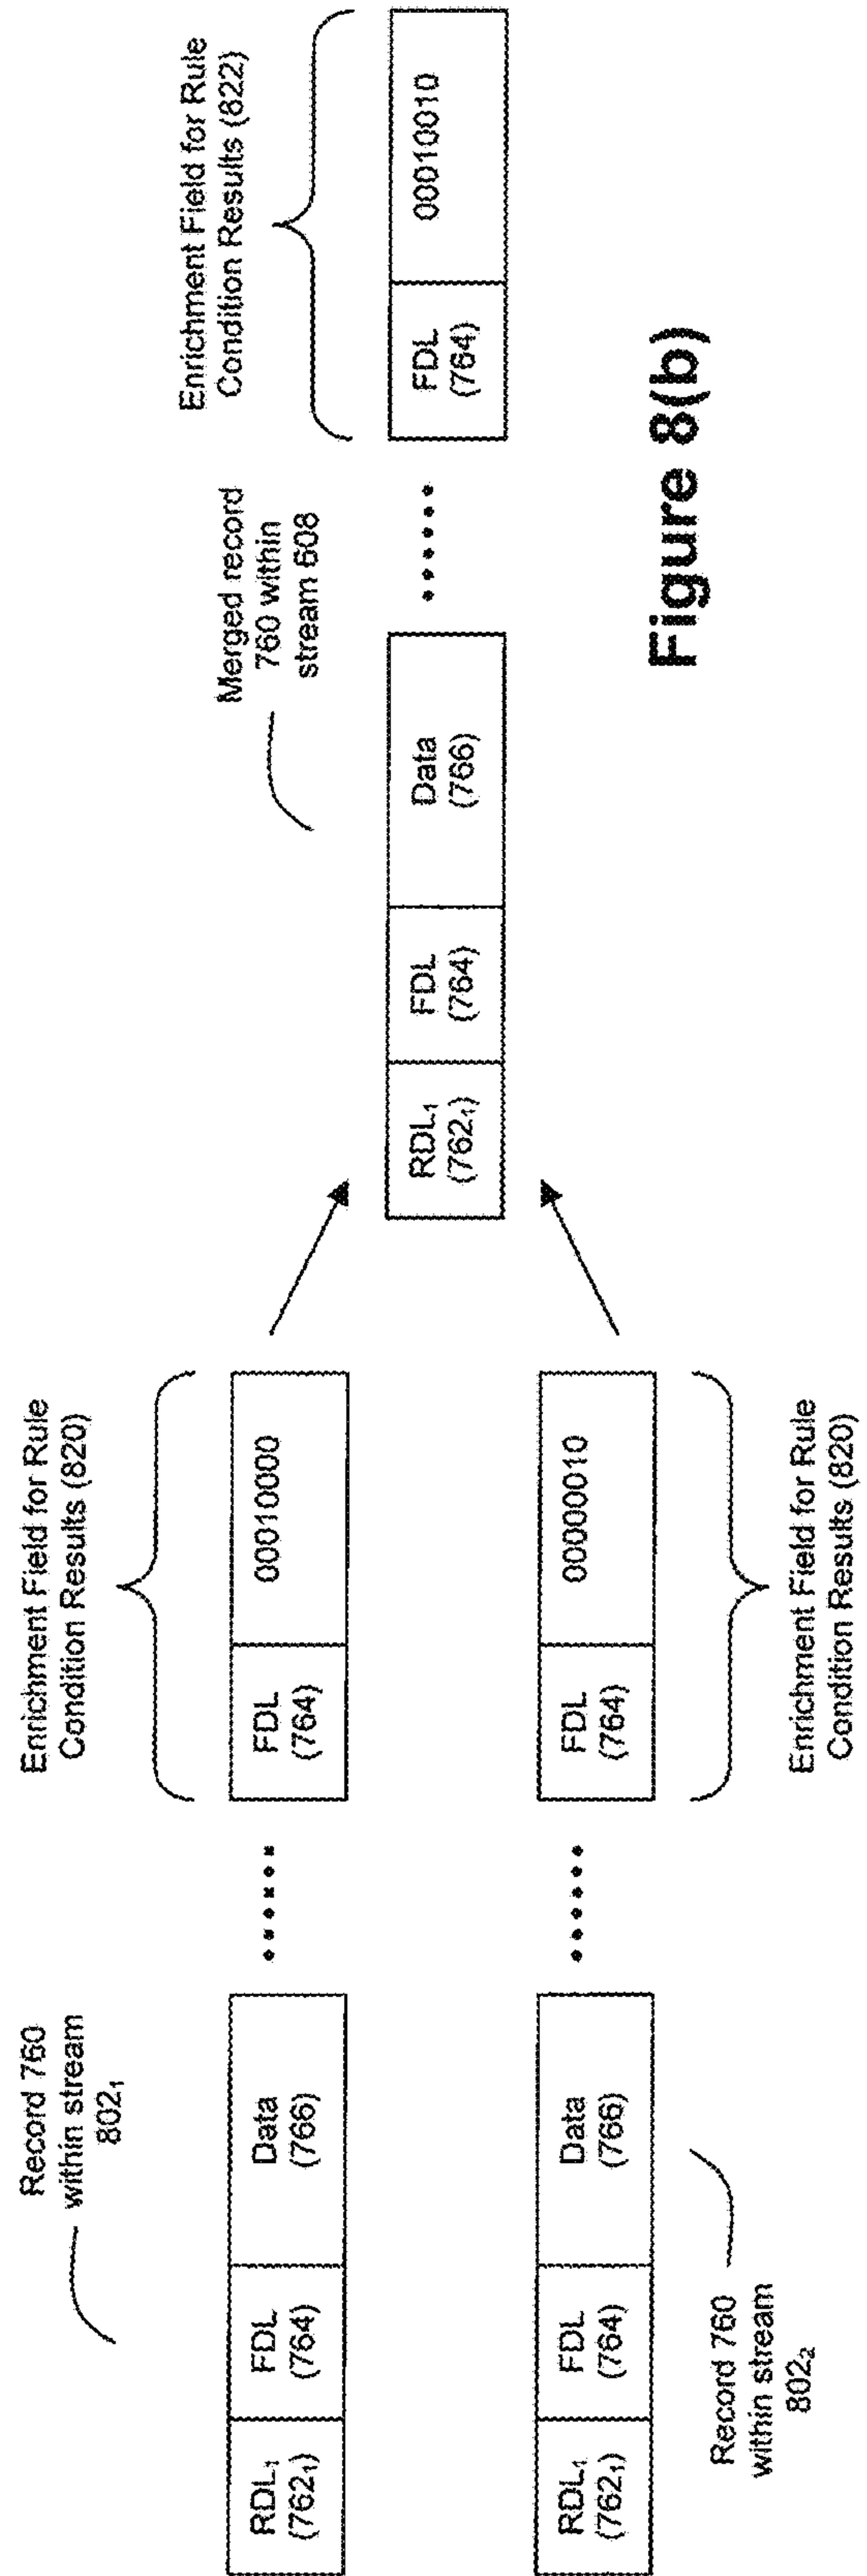 Record 760
within stream
802₁
Enrichment Field for Rule
Condition Results (820)
RDL₁
(762₁)
FDL
(764)
Data
(766)
FDL
(764)
00010000
RDL₁
(762₁)
FDL
(764)
Data
(766)
FDL
(764)
00000010
Record 760
within stream
802₂
Enrichment Field for Rule
Condition Results (820)
Merged record
760 within
stream 608
Enrichment Field for Rule
Condition Results (822)
RDL₁
(762₁)
FDL
(764)
Data
(766)
FDL
(764)
00010010
Figure 8(b)